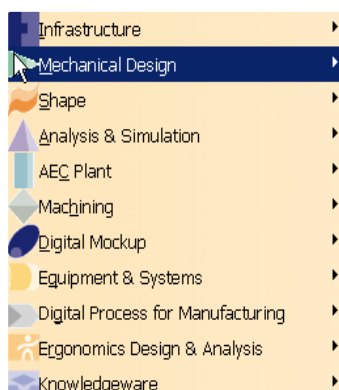 Infrastructure
Mechanical Design
Shape
Analysis & Simulation
AEC Plant
Machining
Digital Mockup
Equipment & Systems
Digital Process for Manufacturing
Ergonomics Design & Analysis
Knowledgeware